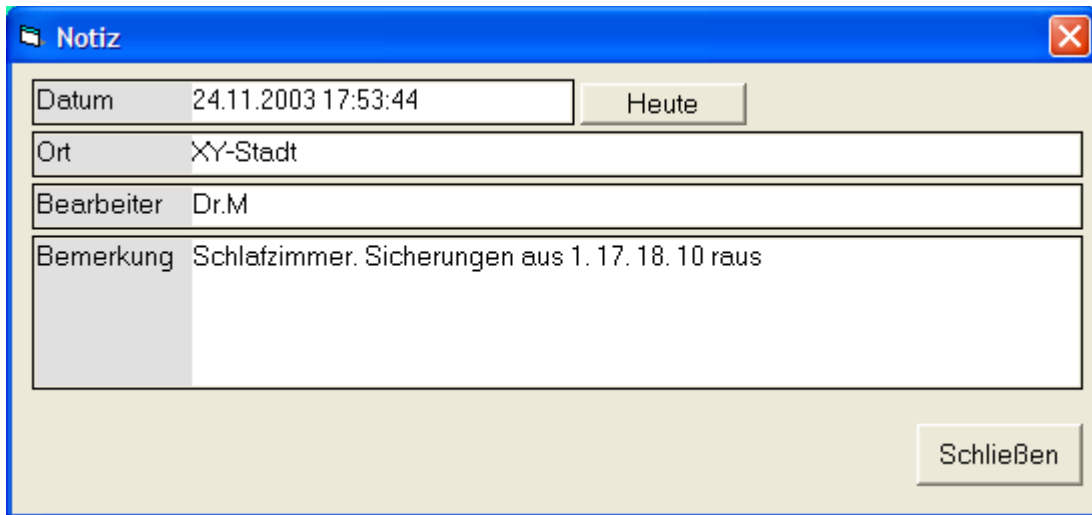 Notiz
Datum 24.11.2003 17:53:44 Heute
Ort XY-Stadt
Bearbeiter Dr.M
Bemerkung Schlafzimmer. Sicherungen aus 1. 17. 18. 10 raus
Schließen